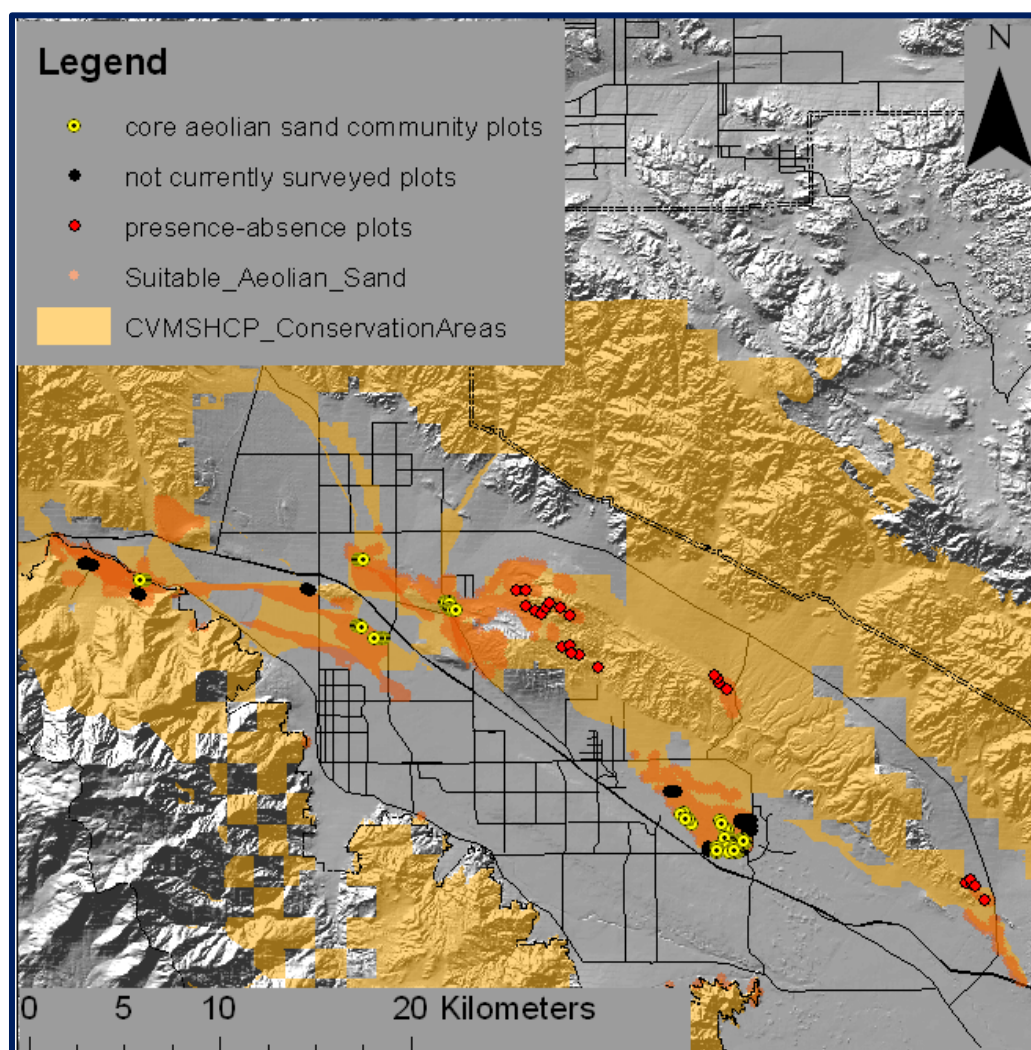 Legend
N
core aeolian sand community plots
not currently surveyed plots
presence-absence plots
Suitable_Aeolian_Sand
CVMSHCP_ConservationAreas
0 5 10 20 Kilometers